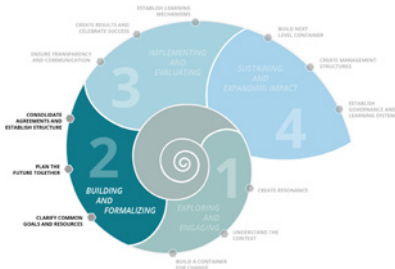 ESTABLISH LEARNING
MECHANISMS
CREATE RESULTS AND
CELEBRATE SUCCESS
ENSURE TRANSPARENCY
AND COMMUNICATION
IMPLEMENTING
AND
EVALUATING
3
BUILD NEXT
LEVEL CONTAINER
CREATE MANAGEMENT
STRUCTURES
ESTABLISH
GOVERNANCE AND
LEARNING SYSTEM
SUSTAINING
AND
EXPANDING IMPACT
4
CONSOLIDATE
AGREEMENTS AND
ESTABLISH STRUCTURE
PLAN THE
FUTURE TOGETHER
CLARIFY COMMON
GOALS AND RESOURCES
2
BUILDING
AND
FORMALIZING
1
EXPLORING
AND
ENGAGING
CREATE RESONANCE
UNDERSTAND THE
CONTEXT
BUILD A CONTAINER
FOR CHANGE